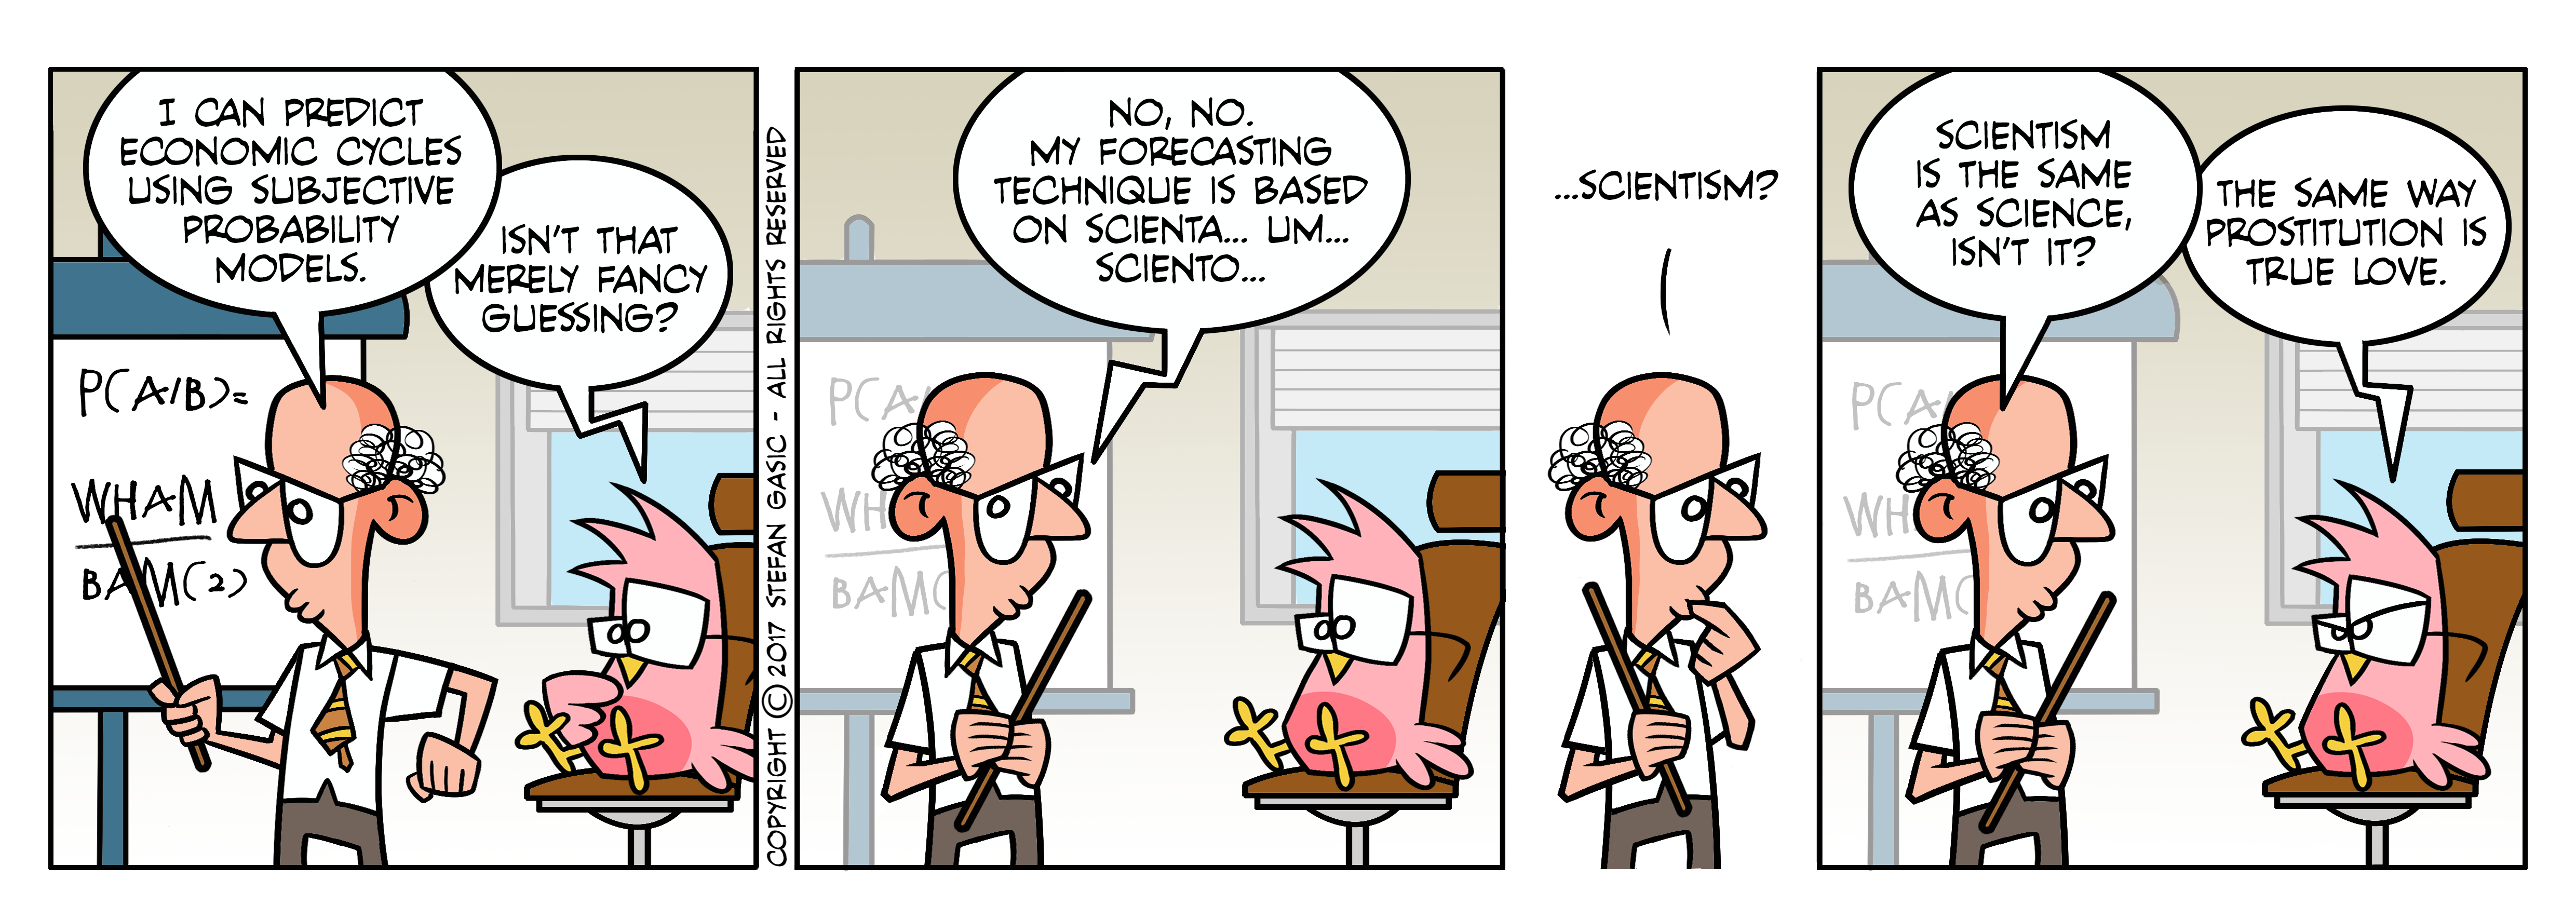 I CAN PREDICT
ECONOMIC CYCLES
USING SUBJECTIVE
PROBABILITY
MODELS.
ISN'T THAT
MERELY FANCY
GUESSING?
P(A/B)=
WHAM
BAM(2)
COPYRIGHT © 2017 STEFAN GASIC - ALL RIGHTS RESERVED
NO, NO.
MY FORECASTING
TECHNIQUE IS BASED
ON SCIENTA... UM...
SCIENTO...
P(A
WH
BAM(
...SCIENTISM?
SCIENTISM
IS THE SAME
AS SCIENCE,
ISN'T IT?
THE SAME WAY
PROSTITUTION IS
TRUE LOVE.
P(A
WH
BAM(